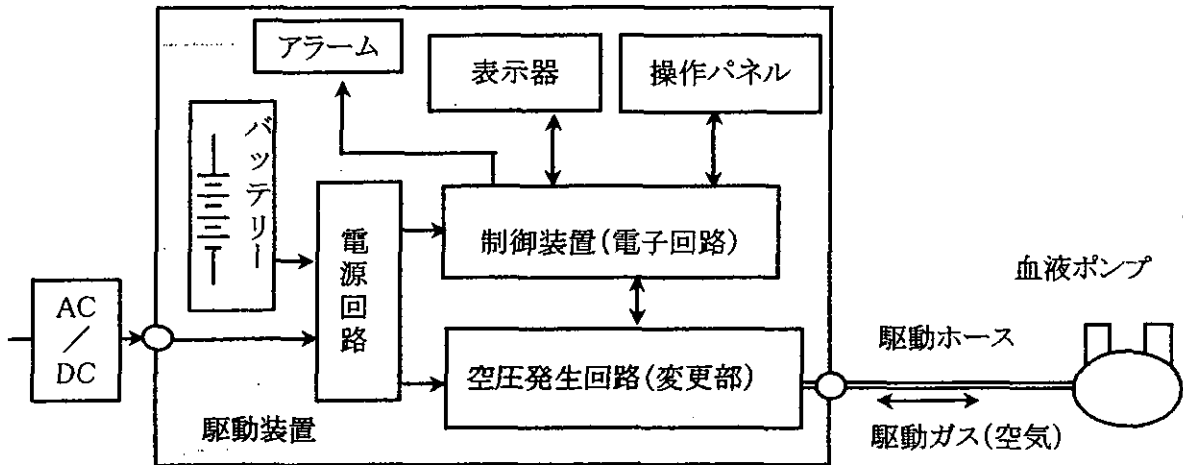 アラーム
表示器
操作パネル
バッテリー
電源回路
制御装置(電子回路)
血液ポンプ
AC
／
DC
駆動ホース
空圧発生回路(変更部)
駆動装置
駆動ガス(空気)